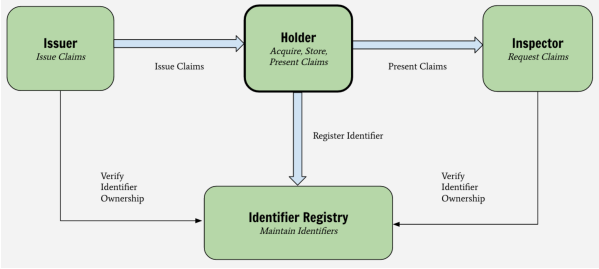 Issuer
Issue Claims
Issue Claims
Holder
Acquire, Store,
Present Claims
Present Claims
Inspector
Request Claims
Register Identifier
Verify
Identifier
Ownership
Verify
Identifier
Ownership
Identifier Registry
Maintain Identifiers